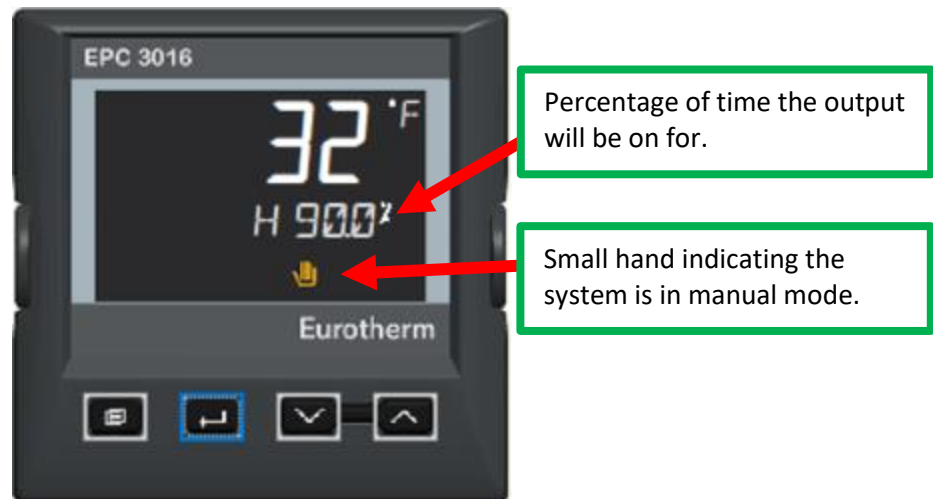 EPC 3016
32 °F
H 90.0%
Eurotherm
Percentage of time the output
will be on for.
Small hand indicating the
system is in manual mode.